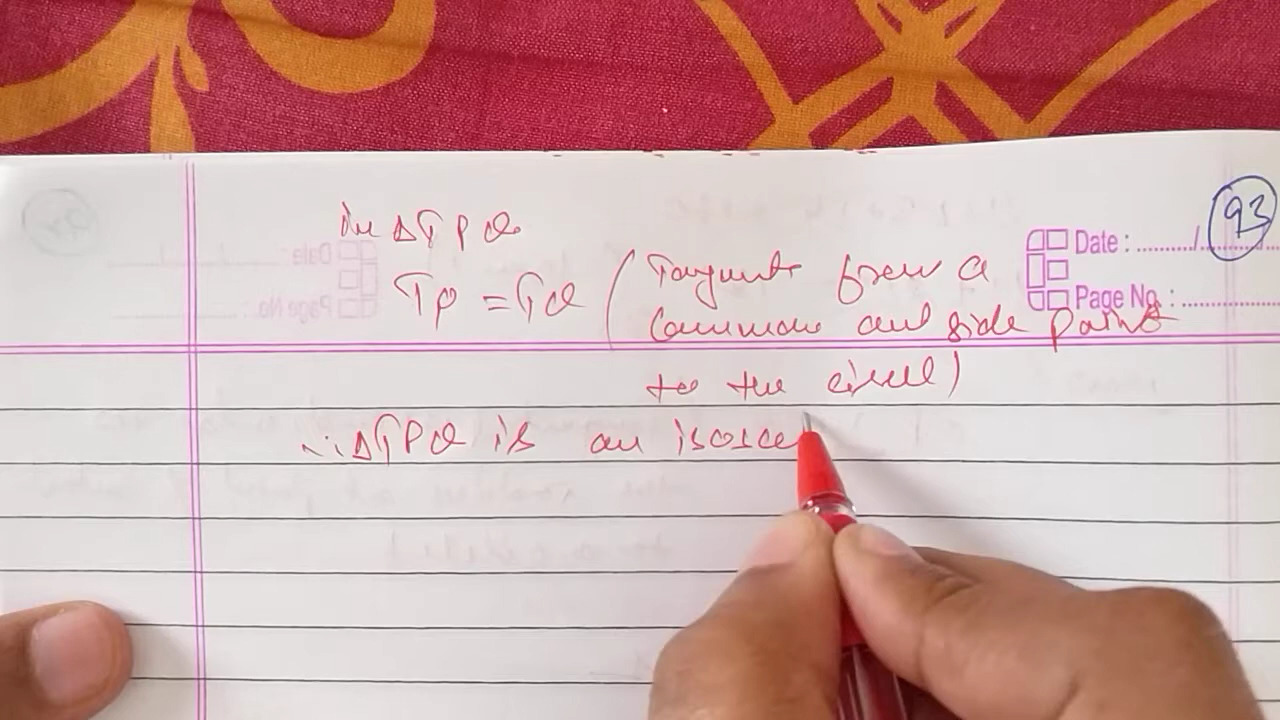 in ΔTPQ
TP = TQ (Tangents from a
common out side point
to the circle)
∴ ΔTPQ is an isosce
93
Date : ........../..........
Page No. : ..........